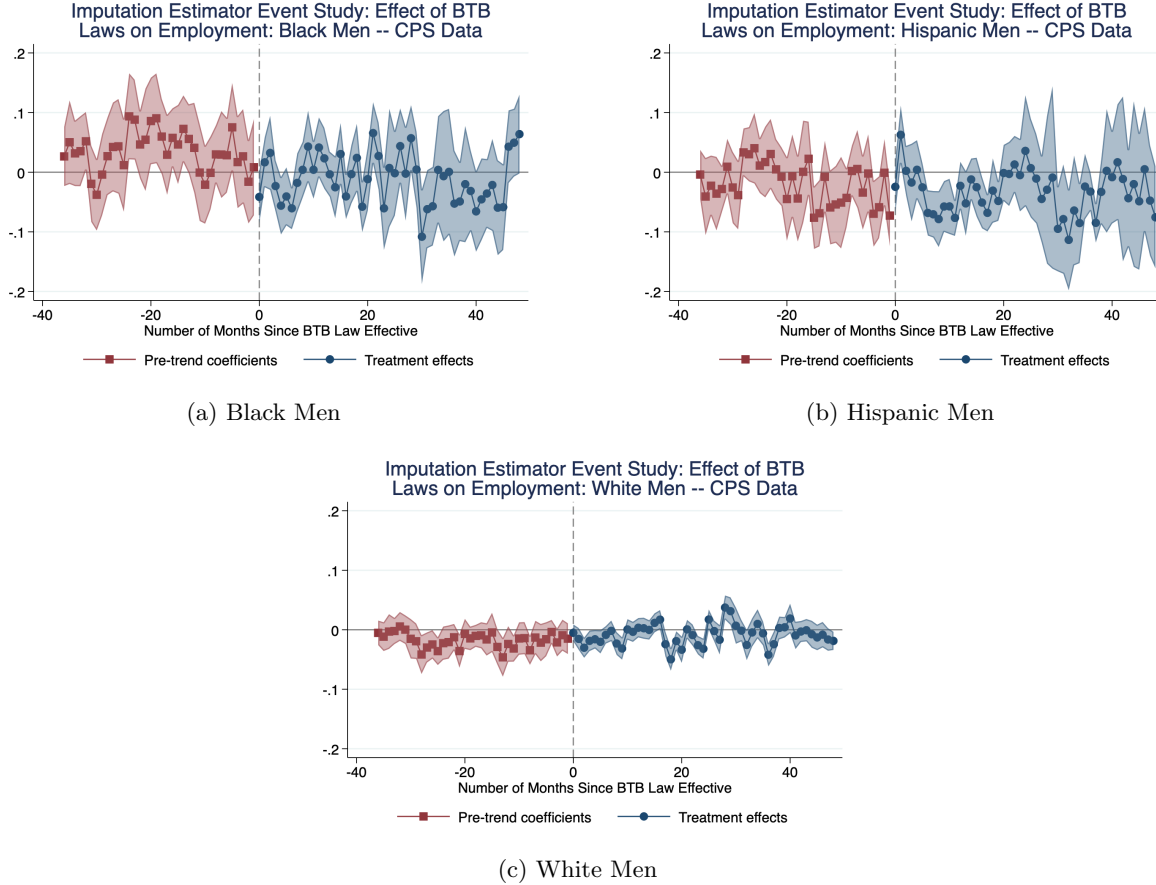 Imputation Estimator Event Study: Effect of BTB
Laws on Employment: Black Men -- CPS Data
.2
.1
0
-.1
-.2
-40
-20
0
20
40
Number of Months Since BTB Law Effective
Pre-trend coefficients
Treatment effects
(a) Black Men
Imputation Estimator Event Study: Effect of BTB
Laws on Employment: Hispanic Men -- CPS Data
.2
.1
0
-.1
-.2
-40
-20
0
20
40
Number of Months Since BTB Law Effective
Pre-trend coefficients
Treatment effects
(b) Hispanic Men
Imputation Estimator Event Study: Effect of BTB
Laws on Employment: White Men -- CPS Data
.2
.1
0
-.1
-.2
-40
-20
0
20
40
Number of Months Since BTB Law Effective
Pre-trend coefficients
Treatment effects
(c) White Men